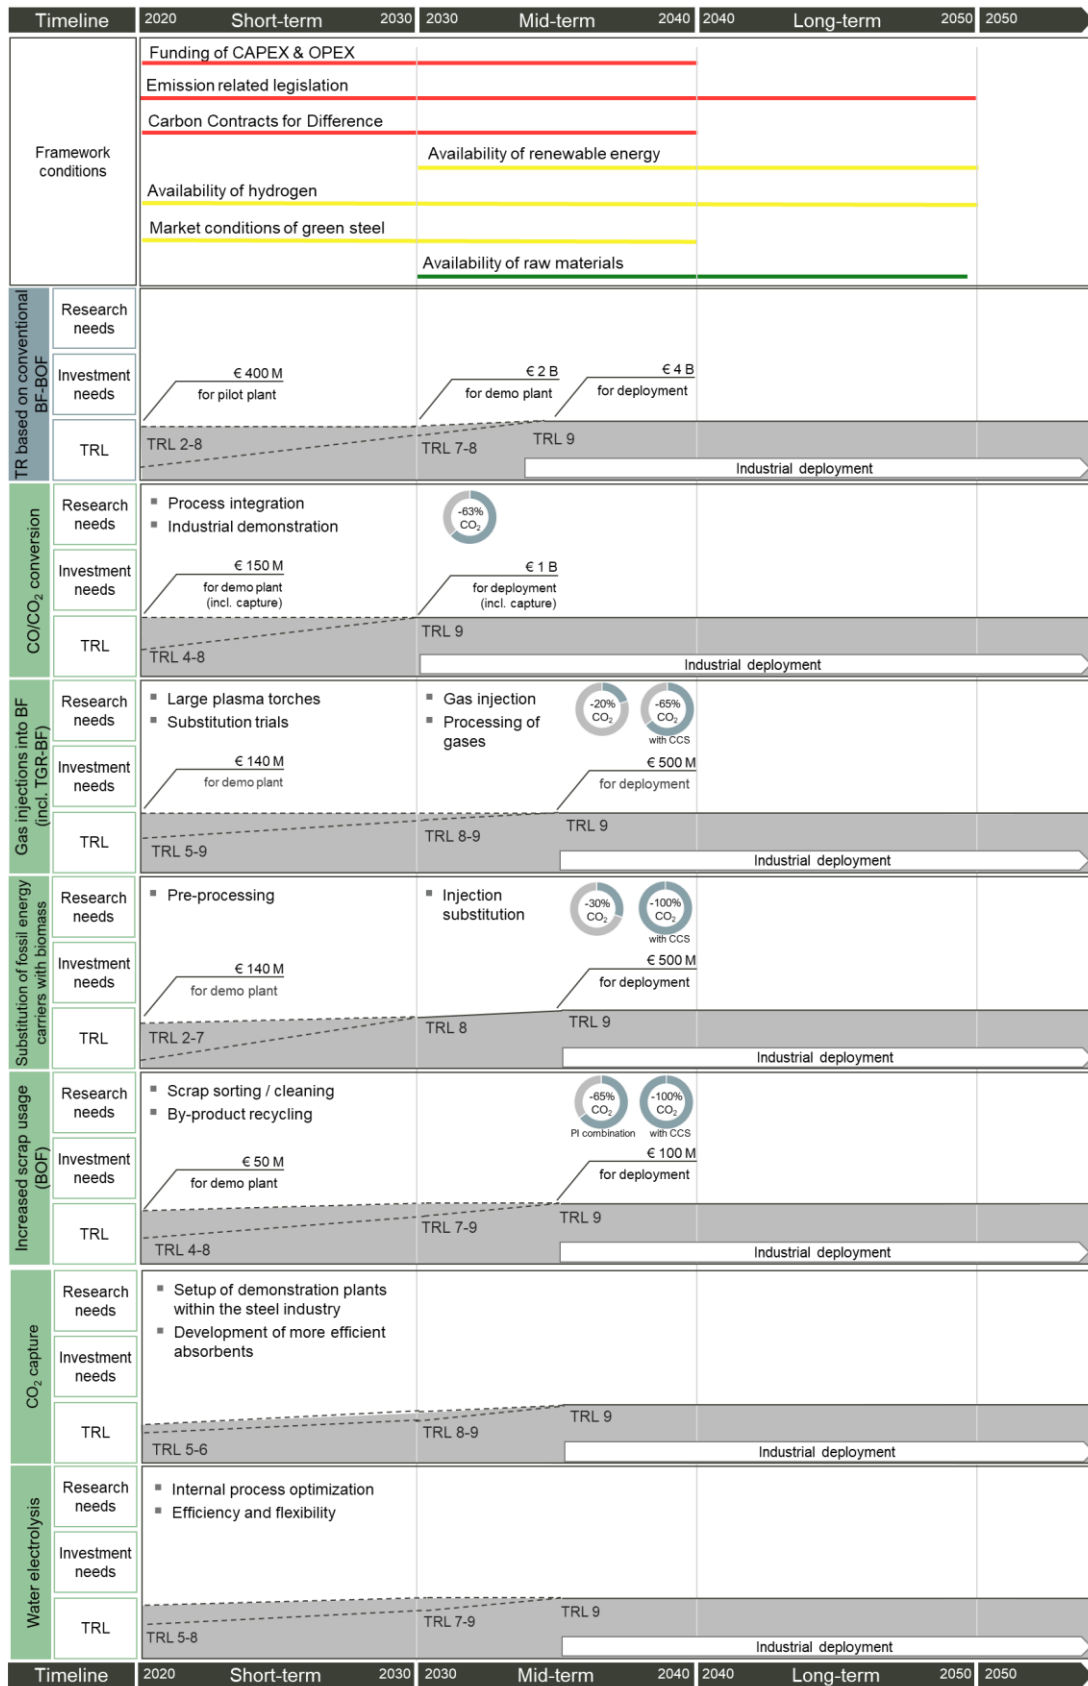 Timeline 2020 Short-term 2030 2030 Mid-term 2040 2040 Long-term 2050 2050
Framework
conditions
Funding of CAPEX & OPEX
Emission related legislation
Carbon Contracts for Difference
Availability of renewable energy
Availability of hydrogen
Market conditions of green steel
Availability of raw materials
TR based on conventional
BF-BOF
Research
needs
Investment
needs
€ 400 M
for pilot plant
€ 2 B
for demo plant
€ 4 B
for deployment
TRL
TRL 2-8
TRL 7-8
TRL 9
Industrial deployment
CO/CO₂ conversion
Research
needs
▪ Process integration
▪ Industrial demonstration
-63%
CO₂
Investment
needs
€ 150 M
for demo plant
(incl. capture)
€ 1 B
for deployment
(incl. capture)
TRL
TRL 4-8
TRL 9
Industrial deployment
Gas injections into BF
(incl. TGR-BF)
Research
needs
▪ Large plasma torches
▪ Substitution trials
▪ Gas injection
▪ Processing of
gases
-20%
CO₂
-65%
CO₂
with CCS
Investment
needs
€ 140 M
for demo plant
€ 500 M
for deployment
TRL
TRL 5-9
TRL 8-9
TRL 9
Industrial deployment
Substitution of fossil energy
carriers with biomass
Research
needs
▪ Pre-processing
▪ Injection
substitution
-30%
CO₂
-100%
CO₂
with CCS
Investment
needs
€ 140 M
for demo plant
€ 500 M
for deployment
TRL
TRL 2-7
TRL 8
TRL 9
Industrial deployment
Increased scrap usage
(BOF)
Research
needs
▪ Scrap sorting / cleaning
▪ By-product recycling
-65%
CO₂
PI combination
-100%
CO₂
with CCS
Investment
needs
€ 50 M
for demo plant
€ 100 M
for deployment
TRL
TRL 4-8
TRL 7-9
TRL 9
Industrial deployment
CO₂ capture
Research
needs
▪ Setup of demonstration plants
within the steel industry
▪ Development of more efficient
absorbents
Investment
needs
TRL
TRL 5-6
TRL 8-9
TRL 9
Industrial deployment
Water electrolysis
Research
needs
▪ Internal process optimization
▪ Efficiency and flexibility
Investment
needs
TRL
TRL 5-8
TRL 7-9
TRL 9
Industrial deployment
Timeline 2020 Short-term 2030 2030 Mid-term 2040 2040 Long-term 2050 2050